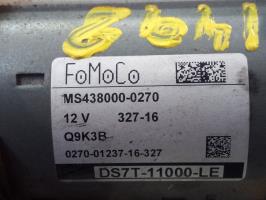 FoMoCo
MS438000-0270
12 V 327-16
Q9K3B
0270-01237-16-327
DS7T-11000-LE